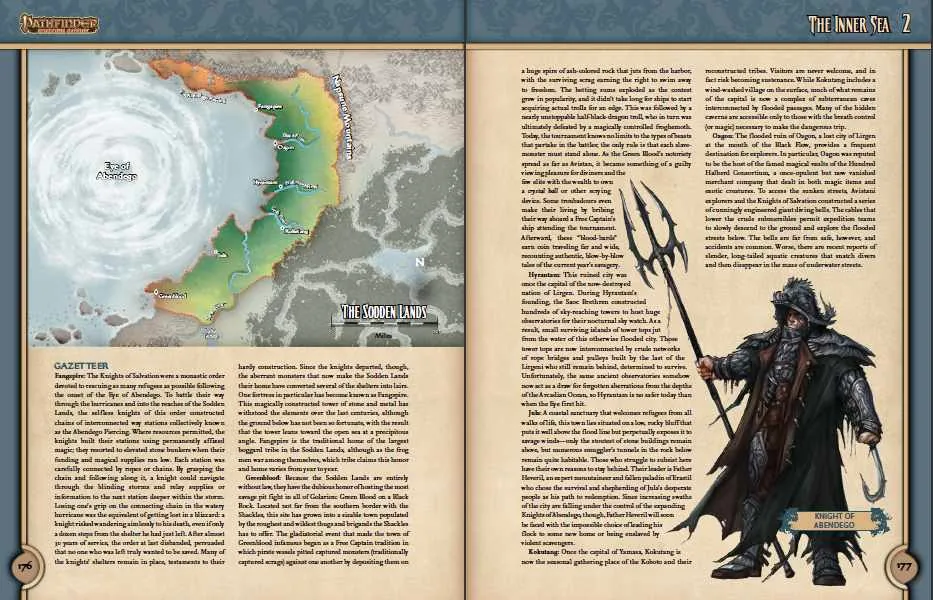 PATHFINDER
THE INNER SEA 2
Eye of
Abendego
Fangspire
Oagon
Hyrantam
Kokutang
Jula
Greenblood
Neptune Mountains
N
THE SODDEN LANDS
Miles
GAZETTEER
Fangspire: The Knights of Salvation were a monastic order
devoted to rescuing as many refugees as possible following
the onset of the Eye of Abendego. To battle their way
through the hurricanes and into the reaches of the Sodden
Lands, the selfless knights of this order constructed
chains of interconnected way stations collectively known
as the Abendego Piercing. Where resources permitted, the
knights built their stations using permanently affixed
magic; they resorted to elevated stone bunkers when their
funding and magical supplies ran low. Each station was
carefully connected by ropes or chains. By grasping the
chain and following along it, a knight could navigate
through the blinding storms and relay supplies or
information to the next station deeper within the storm.
Losing one's grip on the connecting chain in the watery
hurricane was the equivalent of getting lost in a blizzard: a
knight risked wandering aimlessly to his death, even if only
a dozen steps from the shelter he had just left. After almost
30 years of service, the order at last disbanded, persuaded
that no one who was left truly wanted to be saved. Many of
the knights' shelters remain in place, testaments to their
hardy construction. Since the knights departed, though,
the aberrant monsters that now make the Sodden Lands
their home have converted several of the shelters into lairs.
One fortress in particular has become known as Fangspire.
This magically constructed tower of stone and metal has
withstood the elements over the last centuries, although
the ground below has not been so fortunate, with the result
that the tower leans toward the open sea at a precipitous
angle. Fangspire is the traditional home of the largest
boggard tribe in the Sodden Lands, although as the frog
men war among themselves, which tribe claims this honor
and home varies from year to year.
Greenblood: Because the Sodden Lands are entirely
without law, they have the dubious honor of hosting the most
savage pit fight in all of Golarion: Green Blood on a Black
Rock. Located not far from the southern border with the
Shackles, this site has grown into a sizable town populated
by the roughest and wildest thugs and brigands the Shackles
has to offer. The gladiatorial event that made the town of
Greenblood infamous began as a Free Captain tradition in
which pirate vessels pitted captured monsters (traditionally
captured scrags) against one another by depositing them on
176
a huge spire of ash-colored rock that juts from the harbor,
with the surviving scrag earning the right to swim away
to freedom. The betting sums exploded as the contest
grew in popularity, and it didn't take long for ships to start
acquiring actual trolls for an edge. This was followed by a
nearly unstoppable half-black-dragon troll, who in turn was
ultimately defeated by a magically controlled froghemoth.
Today, the tournament knows no limits to the types of beasts
that partake in the battles; the only rule is that each slave-
monster must stand alone. As the Green Blood's notoriety
spread as far as Avistan, it became something of a guilty
viewing pleasure for diviners and the
few elite with the wealth to own
a crystal ball or other scrying
device. Some troubadours even
make their living by bribing
their way aboard a Free Captain's
ship attending the tournament.
Afterward, these "blood-bards"
earn coin traveling far and wide,
recounting authentic, blow-by-blow
tales of the current year's savagery.
Hyrantam: This ruined city was
once the capital of the now-destroyed
nation of Lirgen. During Hyrantam's
founding, the Saoc Brethren constructed
hundreds of sky-reaching towers to host huge
observatories for their nocturnal sky watch. As a
result, small surviving islands of tower tops jut
from the water of this otherwise flooded city. Those
tower tops are now interconnected by crude networks
of rope bridges and pulleys built by the last of the
Lirgeni who still remain behind, determined to survive.
Unfortunately, the same ancient observatories somehow
now act as a draw for forgotten aberrations from the depths
of the Arcadian Ocean, so Hyrantam is no safer today than
when the Eye first hit.
Jula: A coastal sanctuary that welcomes refugees from all
walks of life, this town lies situated on a low, rocky bluff that
puts it well above the flood line but perpetually exposes it to
savage winds—only the stoutest of stone buildings remain
above, but numerous smuggler's tunnels in the rock below
remain quite habitable. Those who struggle to subsist here
have their own reasons to stay behind. Their leader is Father
Heveril, an expert mountaineer and fallen paladin of Erastil
who chose the survival and shepherding of Jula's desperate
people as his path to redemption. Since increasing swaths
of the city are falling under the control of the expanding
Knights of Abendego, though, Father Heveril will soon
be faced with the impossible choice of leading his
flock to some new home or being enslaved by
violent scavengers.
Kokutang: Once the capital of Yamasa, Kokutang is
now the seasonal gathering place of the Koboto and their
reconstructed tribes. Visitors are never welcome, and in
fact risk becoming sustenance. While Kokutang includes a
wind-washed village on the surface, much of what remains
of the capital is now a complex of subterranean caves
interconnected by flooded passages. Many of the hidden
caverns are accessible only to those with the breath control
(or magic) necessary to make the dangerous trip.
Oagon: The flooded ruin of Oagon, a lost city of Lirgen
at the mouth of the Black Flow, provides a frequent
destination for explorers. In particular, Oagon was reputed
to be the host of the famed magical vaults of the Hundred
Halberd Consortium, a once-opulent but now vanished
merchant company that dealt in both magic items and
exotic creatures. To access the sunken streets, Avistani
explorers and the Knights of Salvation constructed a series
of cunningly engineered giant diving bells. The cables that
lower the crude submersibles permit expedition teams
to slowly descend to the ground and explore the flooded
streets below. The bells are far from safe, however, and
accidents are common. Worse, there are recent reports of
slender, long-tailed aquatic creatures that snatch divers
and then disappear in the maze of underwater streets.
KNIGHT OF
ABENDEGO
177